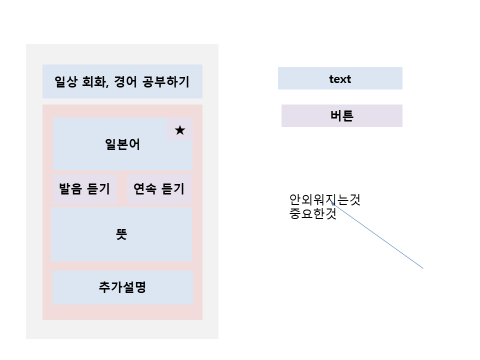 일상 회화, 경어 공부하기
★
일본어
발음 듣기
연속 듣기
뜻
추가설명
text
버튼
안외워지는것
중요한것